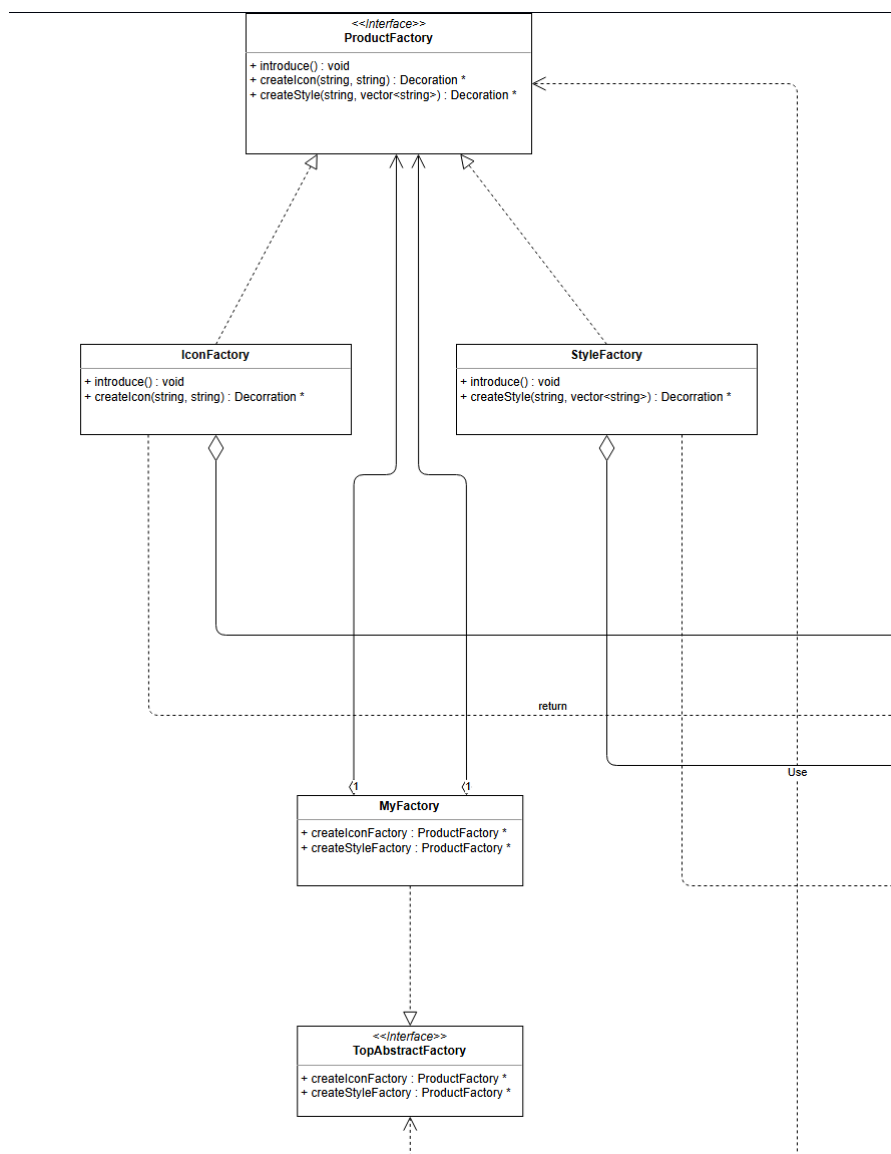 <<Interface>>
ProductFactory
+ introduce() : void
+ createIcon(string, string) : Decoration *
+ createStyle(string, vector<string>) : Decoration *
IconFactory
+ introduce() : void
+ createIcon(string, string) : Decorration *
StyleFactory
+ introduce() : void
+ createStyle(string, vector<string>) : Decorration *
return
Use
1
1
MyFactory
+ createIconFactory : ProductFactory *
+ createStyleFactory : ProductFactory *
<<Interface>>
TopAbstractFactory
+ createIconFactory : ProductFactory *
+ createStyleFactory : ProductFactory *